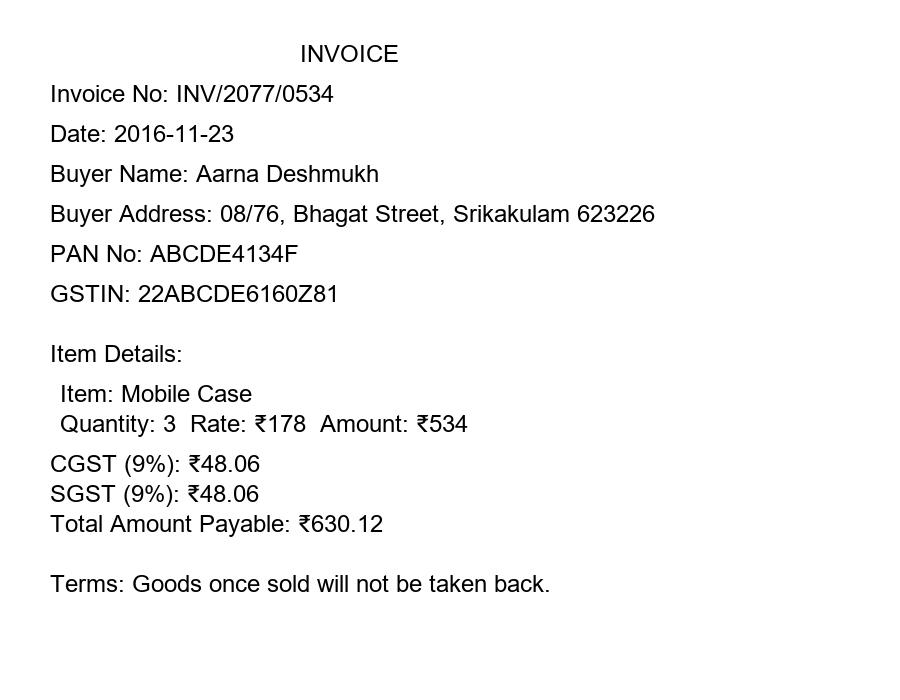 INVOICE
Invoice No: INV/2077/0534
Date: 2016-11-23
Buyer Name: Aarna Deshmukh
Buyer Address: 08/76, Bhagat Street, Srikakulam 623226
PAN No: ABCDE4134F
GSTIN: 22ABCDE6160Z81
Item Details:
Item: Mobile Case
Quantity: 3  Rate: ₹178  Amount: ₹534
CGST (9%): ₹48.06
SGST (9%): ₹48.06
Total Amount Payable: ₹630.12
Terms: Goods once sold will not be taken back.